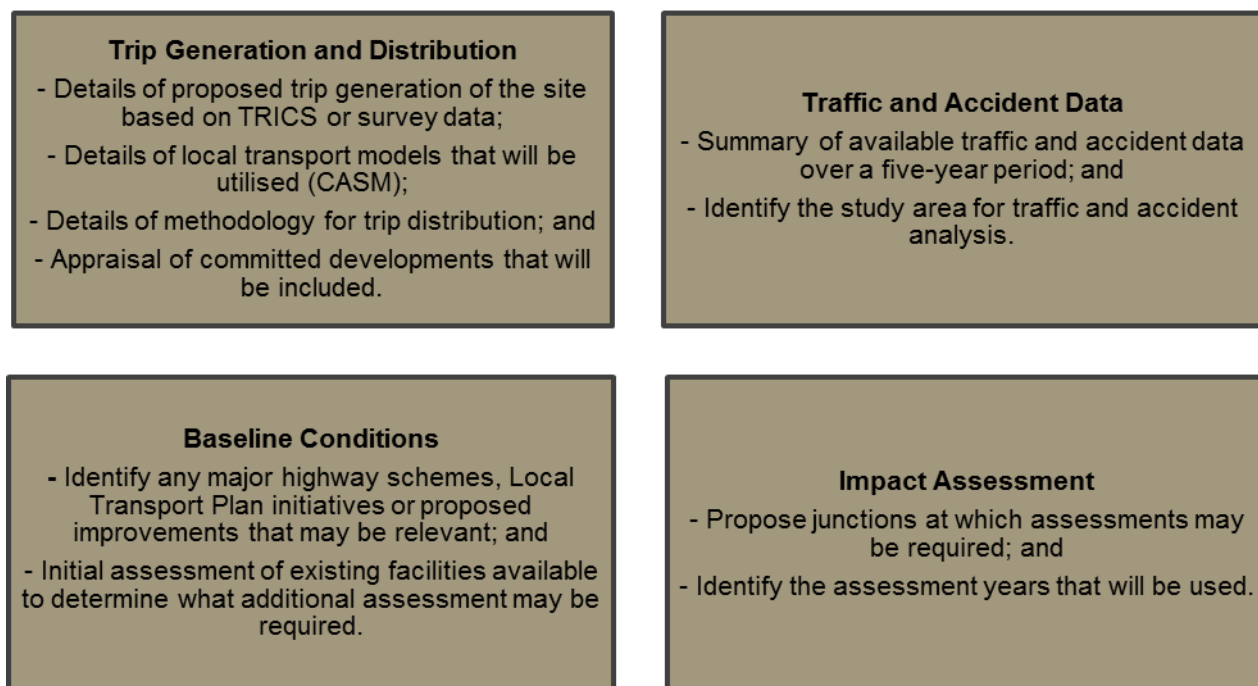 Trip Generation and Distribution
- Details of proposed trip generation of the site
based on TRICS or survey data;
- Details of local transport models that will be
utilised (CASM);
- Details of methodology for trip distribution; and
- Appraisal of committed developments that will
be included.
Traffic and Accident Data
- Summary of available traffic and accident data
over a five-year period; and
- Identify the study area for traffic and accident
analysis.
Baseline Conditions
- Identify any major highway schemes, Local
Transport Plan initiatives or proposed
improvements that may be relevant; and
- Initial assessment of existing facilities available
to determine what additional assessment may be
required.
Impact Assessment
- Propose junctions at which assessments may
be required; and
- Identify the assessment years that will be used.